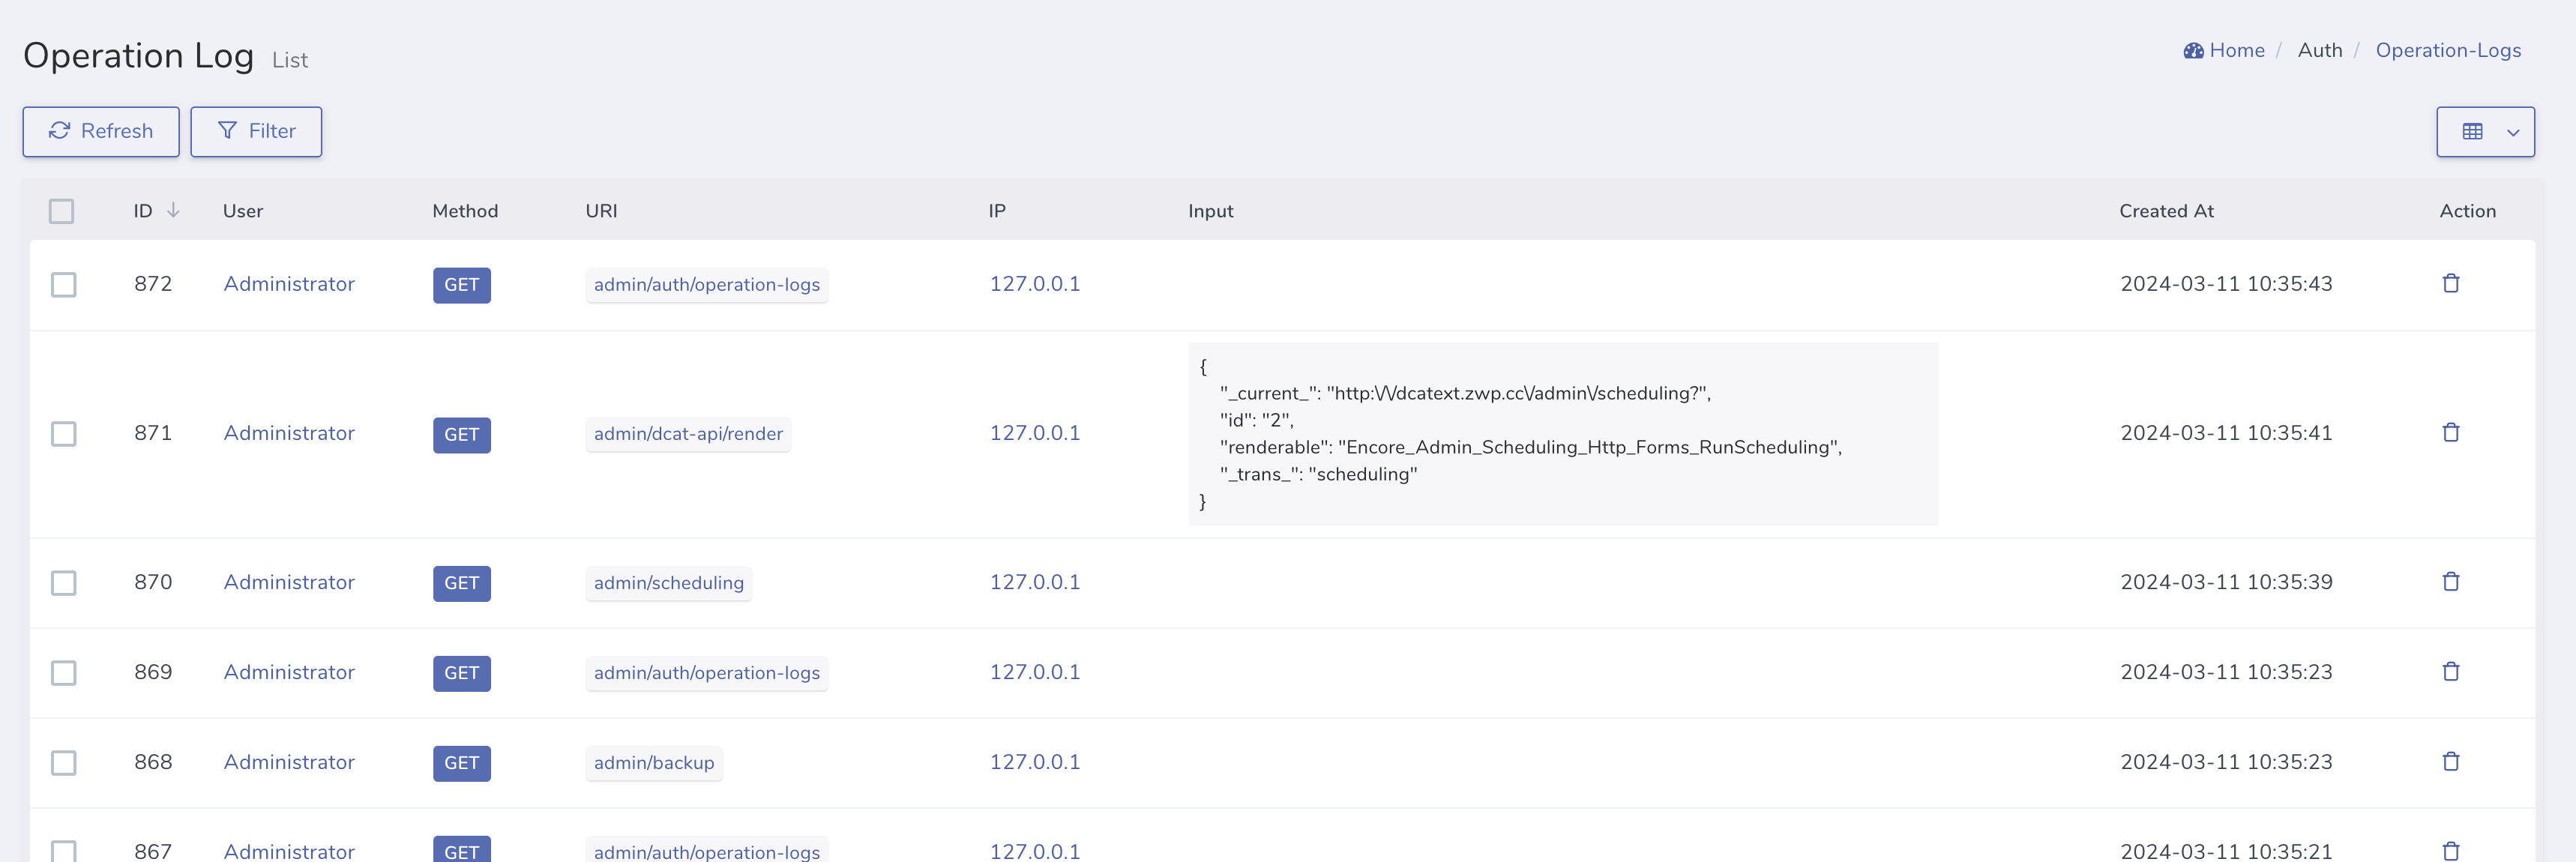 Operation Log List
Home / Auth / Operation-Logs
Refresh Filter
ID User Method URI IP Input Created At Action
872 Administrator GET admin/auth/operation-logs 127.0.0.1 2024-03-11 10:35:43
{
"_current_": "http:\/\/dcatext.zwp.cc\/admin\/scheduling?",
"id": "2",
871 Administrator GET admin/dcat-api/render 127.0.0.1 2024-03-11 10:35:41
"renderable": "Encore_Admin_Scheduling_Http_Forms_RunScheduling",
"_trans_": "scheduling"
}
870 Administrator GET admin/scheduling 127.0.0.1 2024-03-11 10:35:39
869 Administrator GET admin/auth/operation-logs 127.0.0.1 2024-03-11 10:35:23
868 Administrator GET admin/backup 127.0.0.1 2024-03-11 10:35:23
867 Administrator GET admin/auth/operation-logs 127.0.0.1 2024-03-11 10:35:21